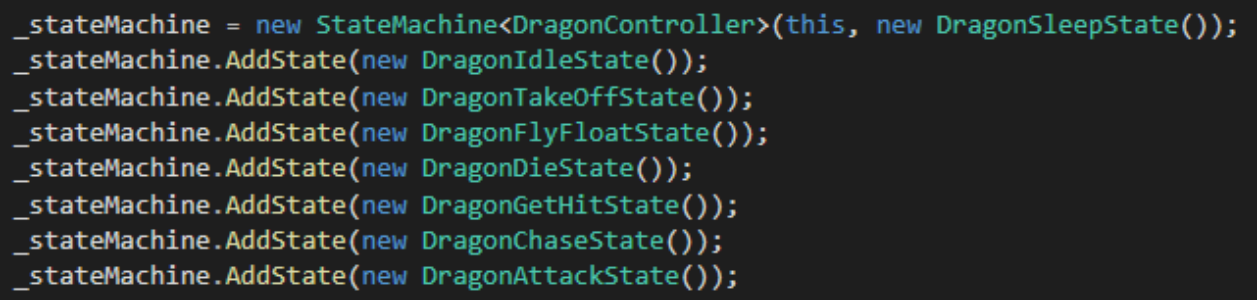 _stateMachine = new StateMachine<DragonController>(this, new DragonSleepState());
_stateMachine.AddState(new DragonIdleState());
_stateMachine.AddState(new DragonTakeOffState());
_stateMachine.AddState(new DragonFlyFloatState());
_stateMachine.AddState(new DragonDieState());
_stateMachine.AddState(new DragonGetHitState());
_stateMachine.AddState(new DragonChaseState());
_stateMachine.AddState(new DragonAttackState());